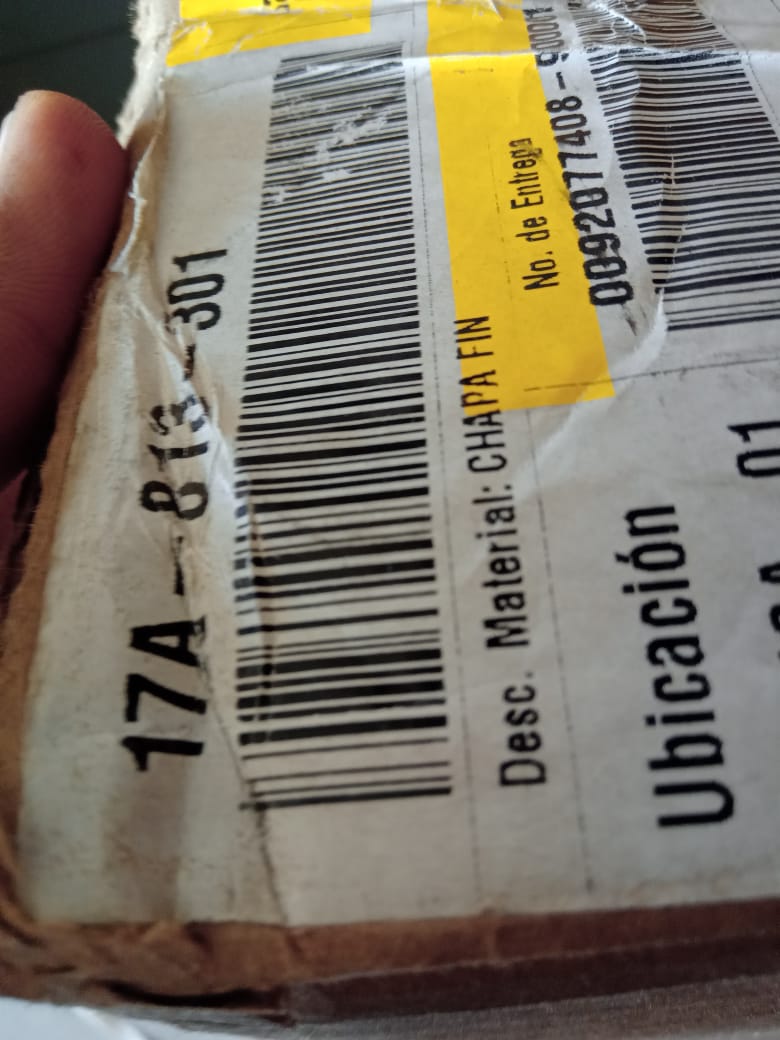 17A-813-301
Desc. Material: CHAPA FIN
No. de Entrega
0092077408-
Ubicación
01